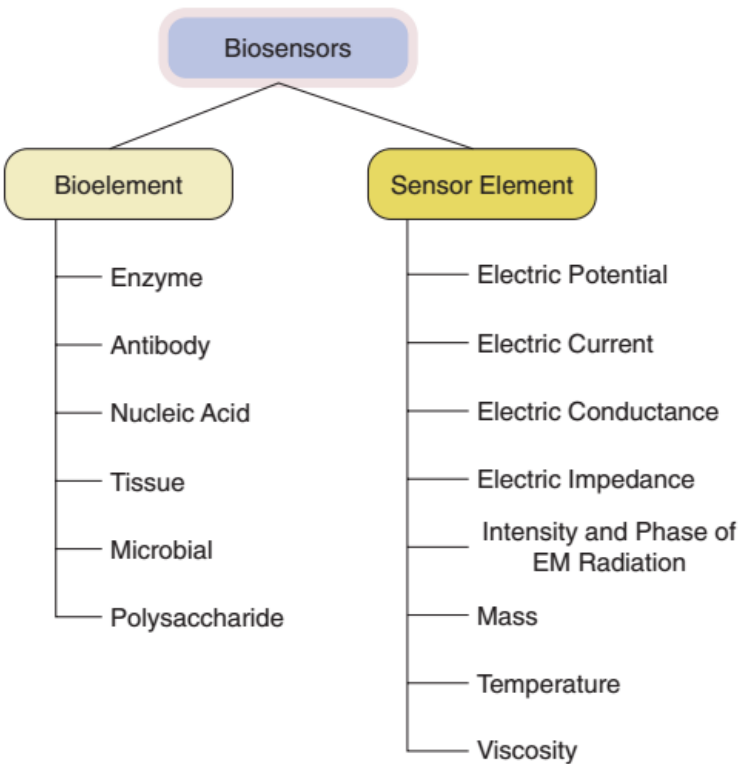 Biosensors
Bioelement
Sensor Element
Enzyme
Antibody
Nucleic Acid
Tissue
Microbial
Polysaccharide
Electric Potential
Electric Current
Electric Conductance
Electric Impedance
Intensity and Phase of
EM Radiation
Mass
Temperature
Viscosity